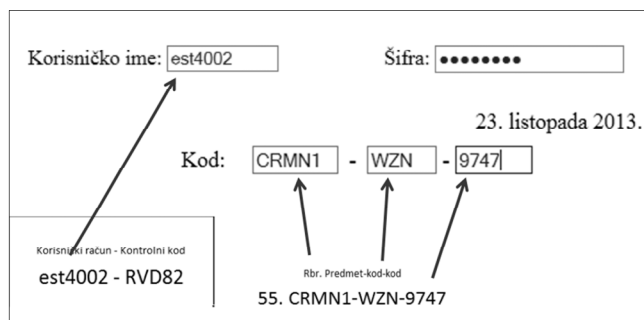 Korisničko ime: est4002 Šifra: ●●●●●●●●
23. listopada 2013.
Kod: CRMN1 - WZN - 9747
Korisnički račun - Kontrolni kod
est4002 - RVD82
Rbr. Predmet-kod-kod
55. CRMN1-WZN-9747